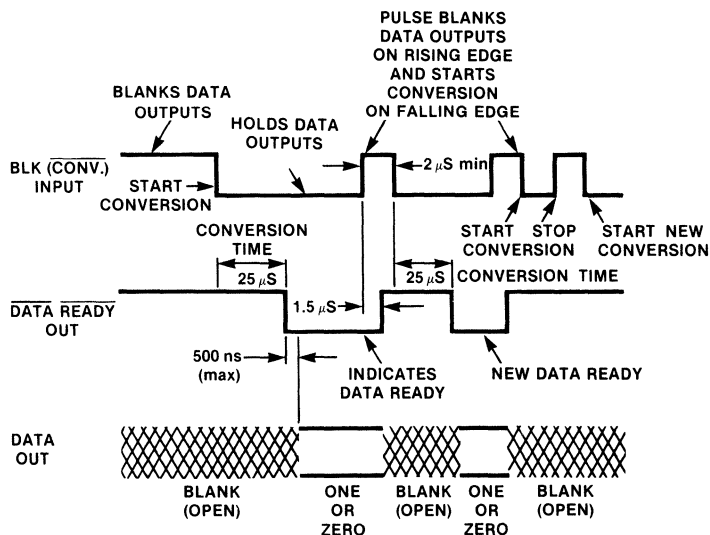 PULSE BLANKS
DATA OUTPUTS
ON RISING EDGE
AND STARTS
CONVERSION
ON FALLING EDGE
BLANKS DATA
OUTPUTS
HOLDS DATA
OUTPUTS
BLK (CONV.)
INPUT
2 μS min
START
CONVERSION
START
CONVERSION
STOP
START NEW
CONVERSION
CONVERSION
TIME
25 μS
25 μS
CONVERSION TIME
DATA READY
OUT
1.5 μS
500 ns
(max)
INDICATES
DATA READY
NEW DATA READY
DATA
OUT
BLANK
(OPEN)
ONE
OR
ZERO
BLANK
(OPEN)
ONE
OR
ZERO
BLANK
(OPEN)